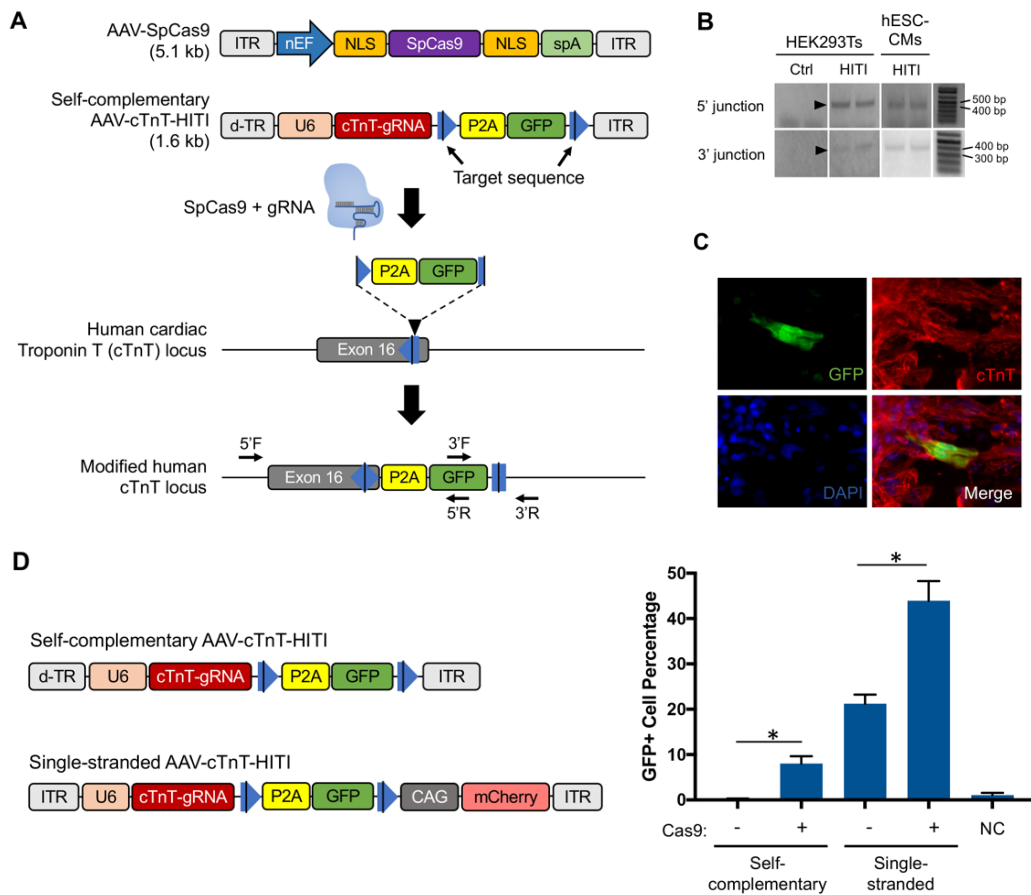 A
AAV-SpCas9
(5.1 kb)
ITR nEF NLS SpCas9 NLS spA ITR
Self-complementary
AAV-cTnT-HITI
(1.6 kb)
d-TR U6 cTnT-gRNA P2A GFP ITR
Target sequence
SpCas9 + gRNA
P2A GFP
Human cardiac
Troponin T (cTnT) locus
Exon 16
5'F 3'F
Modified human
cTnT locus
Exon 16 P2A GFP
5'R 3'R
B
HEK293Ts
hESC-
CMs
Ctrl HITI HITI
5' junction
500 bp
400 bp
3' junction
400 bp
300 bp
C
GFP
cTnT
DAPI
Merge
D
Self-complementary AAV-cTnT-HITI
d-TR U6 cTnT-gRNA P2A GFP ITR
Single-stranded AAV-cTnT-HITI
ITR U6 cTnT-gRNA P2A GFP CAG mCherry ITR
GFP+ Cell Percentage
50
40
30
20
10
0
* *
Cas9: - + - + NC
Self-
complementary
Single-
stranded